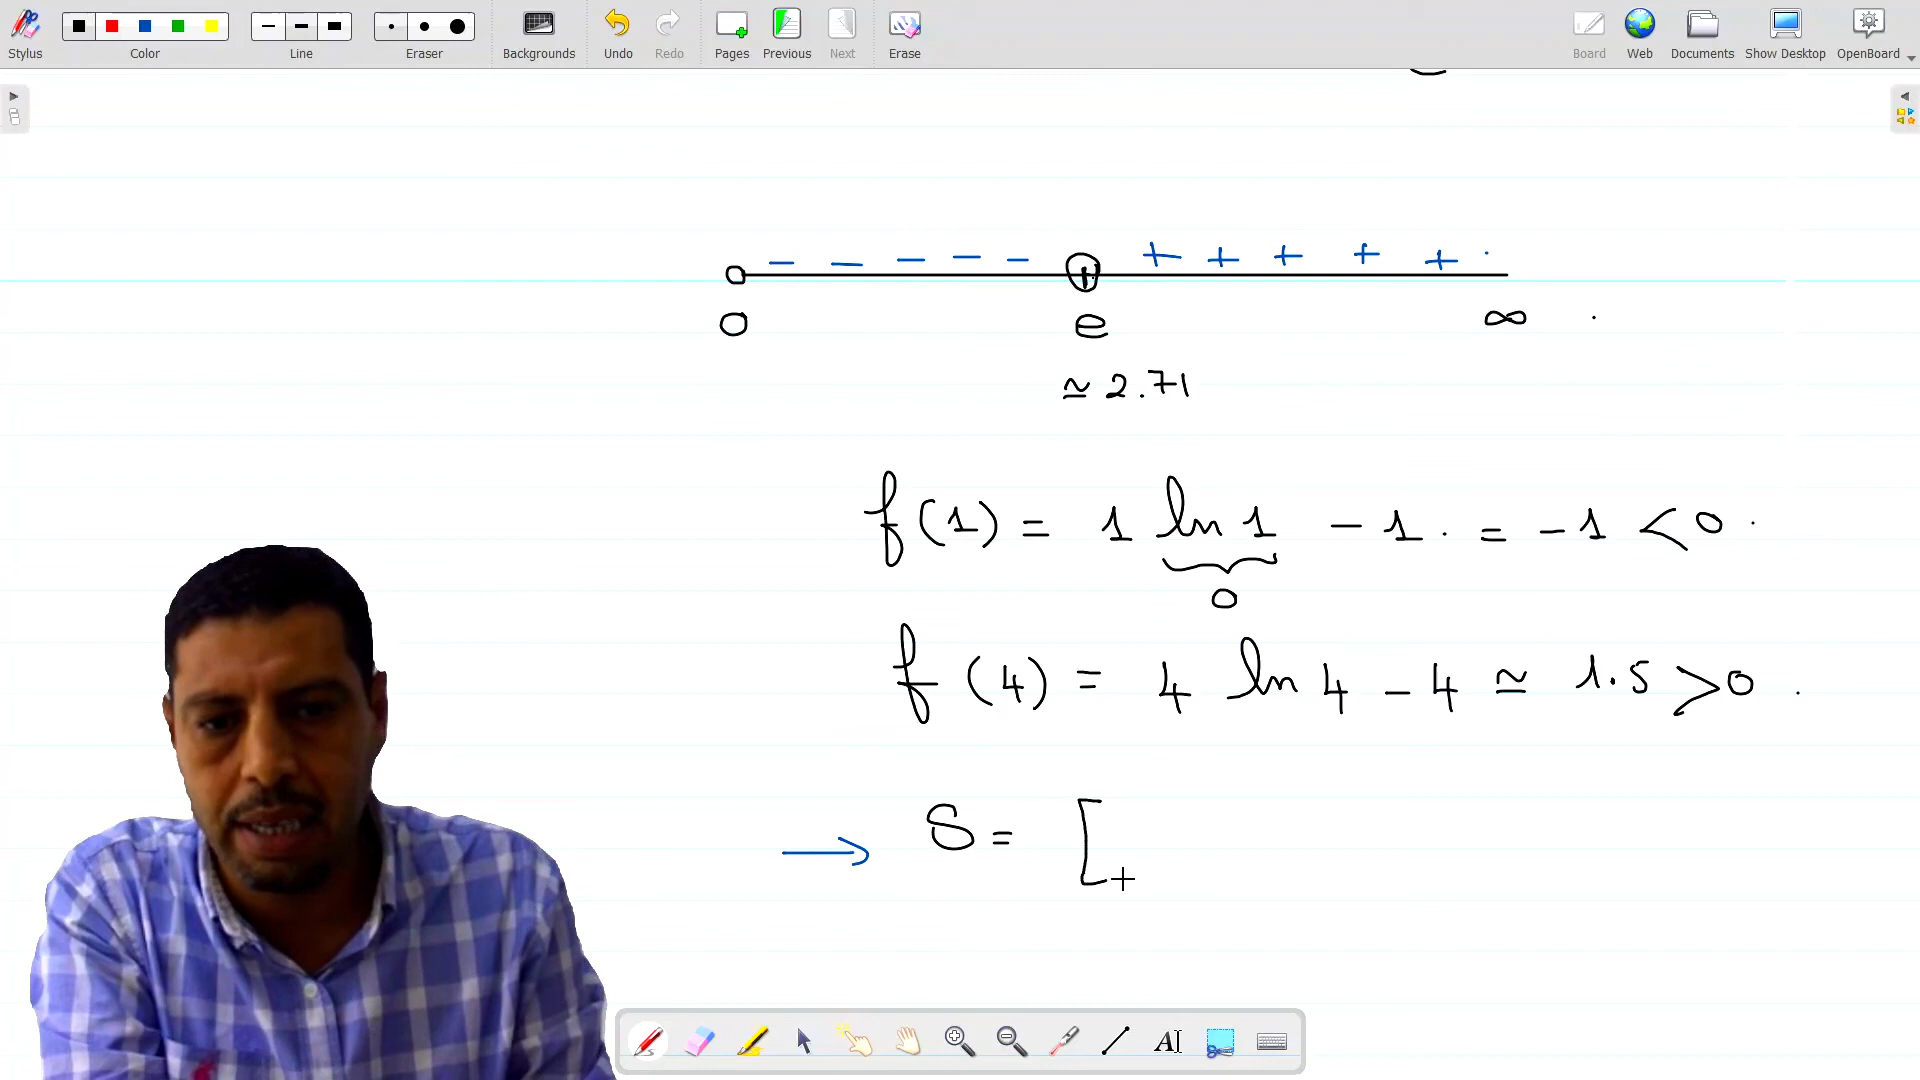 Stylus Color Line Eraser Backgrounds Undo Redo Pages Previous Next Erase Board Web Documents Show Desktop OpenBoard
− − − − − + + + + +
0 e ∞
≃ 2.71
f(1) = 1 ln 1 − 1 = −1 < 0
0
f(4) = 4 ln 4 − 4 ≃ 1.5 > 0
→ S = [